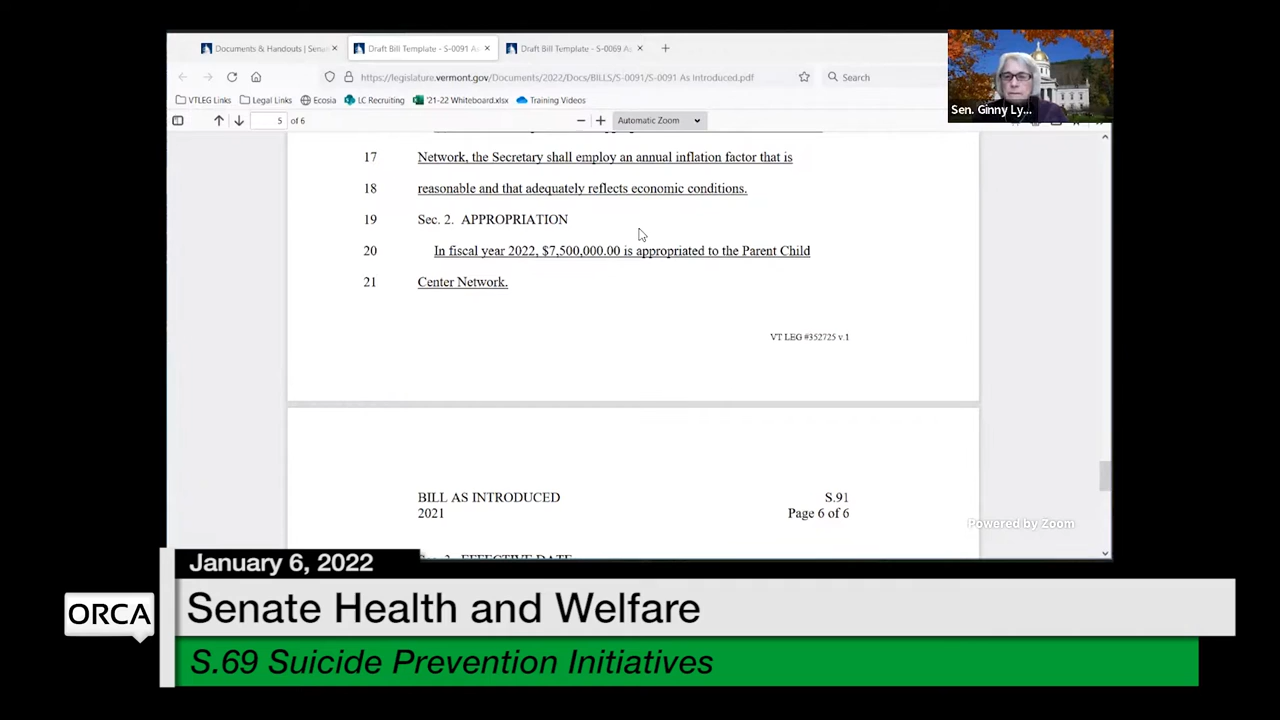 Documents & Handouts | Sena
Draft Bill Template - S-0091 A
Draft Bill Template - S-0069 A
https://legislature.vermont.gov/Documents/2022/Docs/BILLS/S-0091/S-0091 As Introduced.pdf
Search
VTLEG Links
Legal Links
Ecosia
LC Recruiting
'21-22 Whiteboard.xlsx
Training Videos
5 of 6
Automatic Zoom
Sen. Ginny Ly...
17 Network, the Secretary shall employ an annual inflation factor that is
18 reasonable and that adequately reflects economic conditions.
19 Sec. 2. APPROPRIATION
20 In fiscal year 2022, $7,500,000.00 is appropriated to the Parent Child
21 Center Network.
VT LEG #352725 v.1
BILL AS INTRODUCED S.91
2021 Page 6 of 6
Powered by Zoom
January 6, 2022
ORCA
Senate Health and Welfare
S.69 Suicide Prevention Initiatives